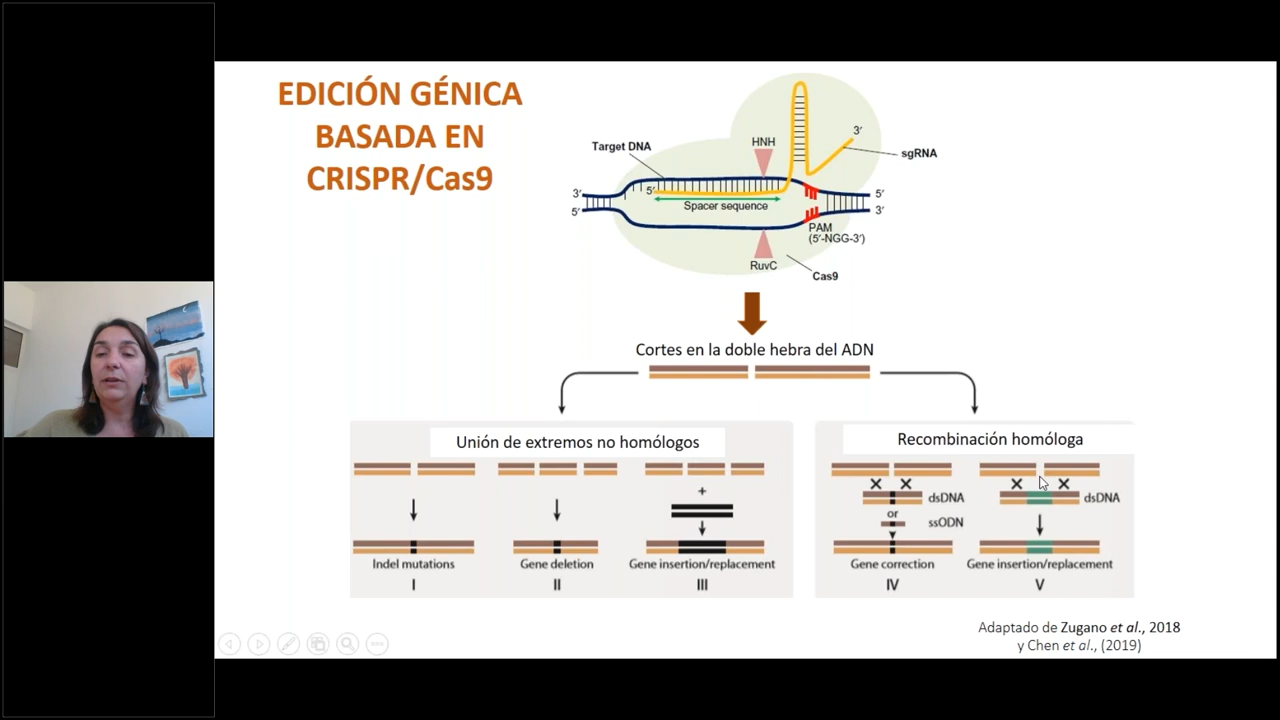 EDICIÓN GÉNICA
BASADA EN
CRISPR/Cas9
Target DNA
HNH
3′
sgRNA
3′
5′
5′
5′
3′
Spacer sequence
PAM
(5′-NGG-3′)
RuvC
Cas9
Cortes en la doble hebra del ADN
Unión de extremos no homólogos
+
Indel mutations
Gene deletion
Gene insertion/replacement
I
II
III
Recombinación homóloga
dsDNA
or
ssODN
dsDNA
Gene correction
Gene insertion/replacement
IV
V
Adaptado de Zugano et al., 2018
y Chen et al., (2019)